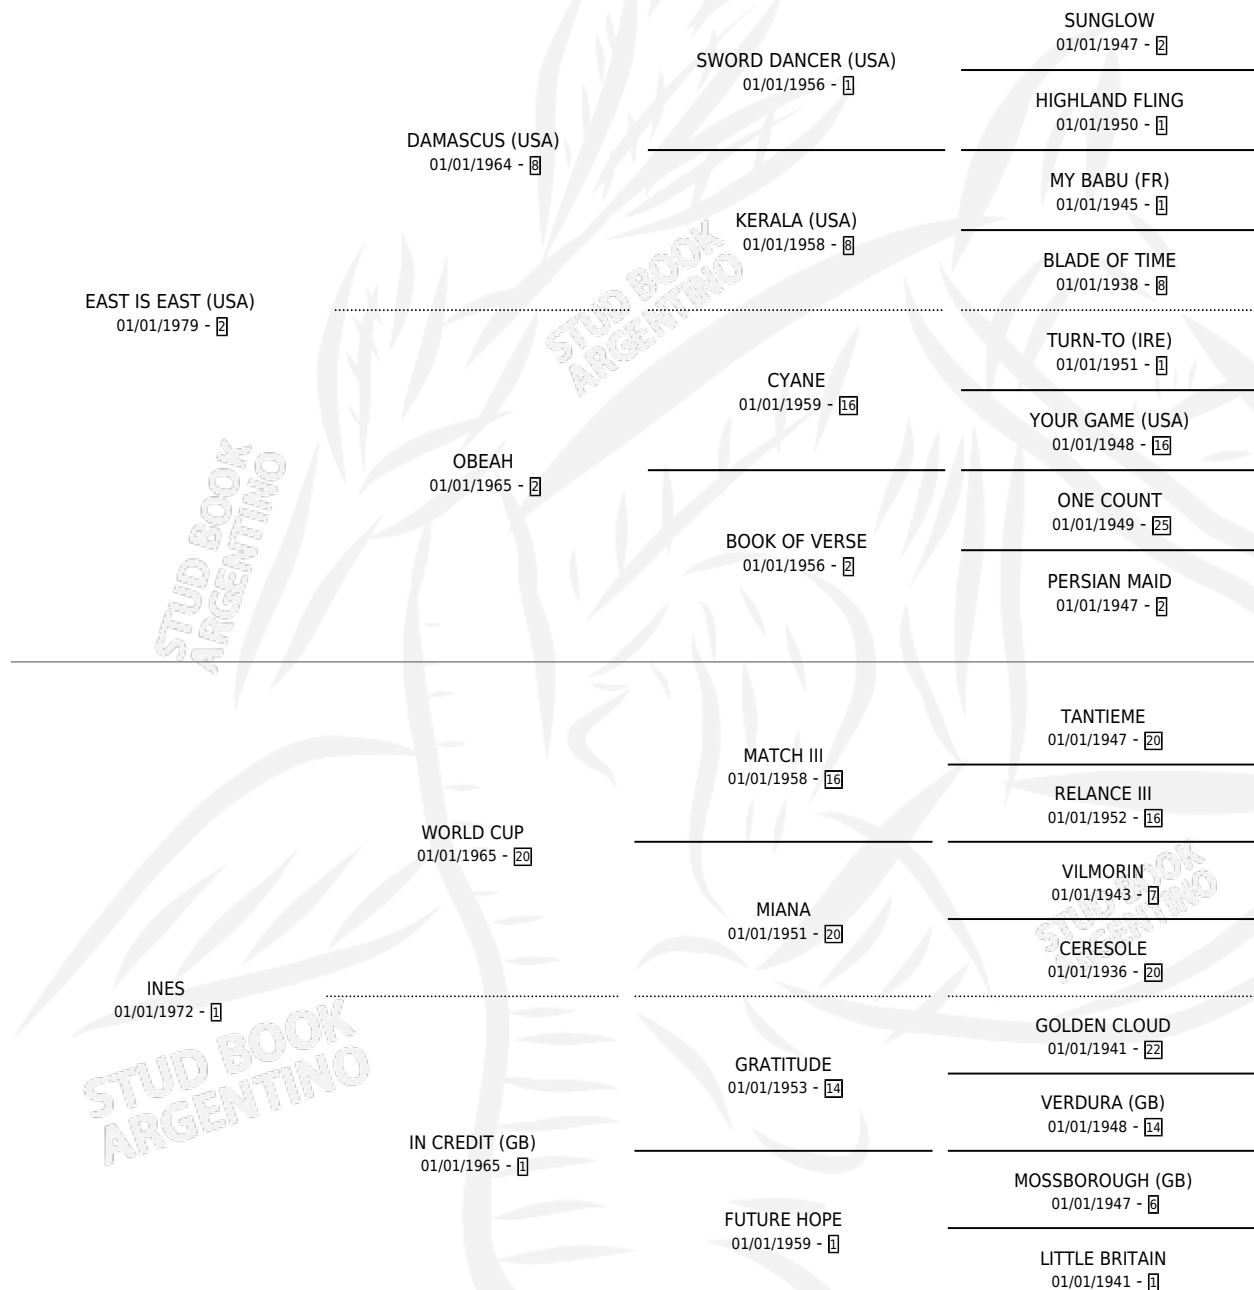 SUNGLOW
01/01/1947 - 2
SWORD DANCER (USA)
01/01/1956 - 1
HIGHLAND FLING
01/01/1950 - 1
DAMASCUS (USA)
01/01/1964 - 8
MY BABU (FR)
01/01/1945 - 1
KERALA (USA)
01/01/1958 - 8
BLADE OF TIME
01/01/1938 - 8
EAST IS EAST (USA)
01/01/1979 - 2
TURN-TO (IRE)
01/01/1951 - 1
CYANE
01/01/1959 - 16
YOUR GAME (USA)
01/01/1948 - 16
OBEAH
01/01/1965 - 2
ONE COUNT
01/01/1949 - 25
BOOK OF VERSE
01/01/1956 - 2
PERSIAN MAID
01/01/1947 - 2
TANTIEME
01/01/1947 - 20
MATCH III
01/01/1958 - 16
RELANCE III
01/01/1952 - 16
WORLD CUP
01/01/1965 - 20
VILMORIN
01/01/1943 - 7
MIANA
01/01/1951 - 20
CERESOLE
01/01/1936 - 20
INES
01/01/1972 - 1
GOLDEN CLOUD
01/01/1941 - 22
GRATITUDE
01/01/1953 - 14
VERDURA (GB)
01/01/1948 - 14
IN CREDIT (GB)
01/01/1965 - 1
MOSSBOROUGH (GB)
01/01/1947 - 6
FUTURE HOPE
01/01/1959 - 1
LITTLE BRITAIN
01/01/1941 - 1
STUD BOOK
ARGENTINO
STUD BOOK
ARGENTINO
STUD BOOK
ARGENTINO
STUD BOOK
ARGENTINO